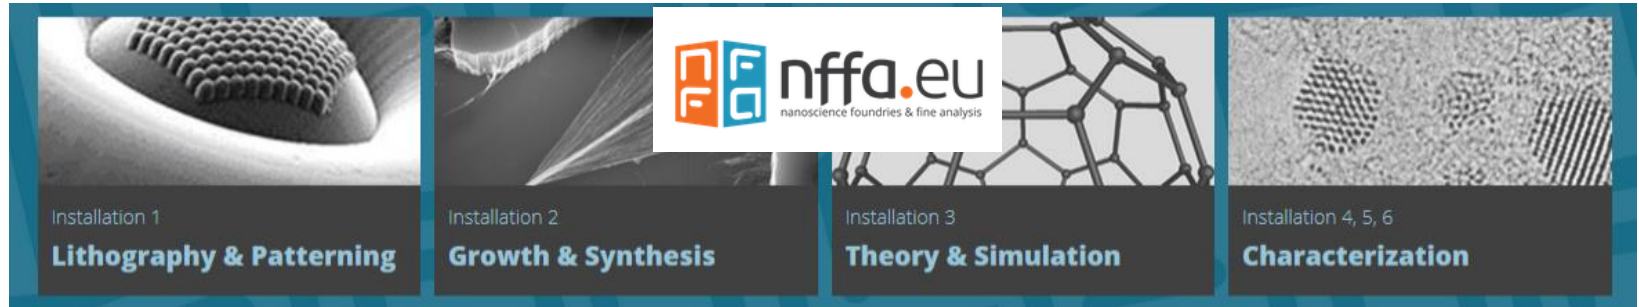 nffa.eu
nanoscience foundries & fine analysis
Installation 1
Lithography & Patterning
Installation 2
Growth & Synthesis
Installation 3
Theory & Simulation
Installation 4, 5, 6
Characterization